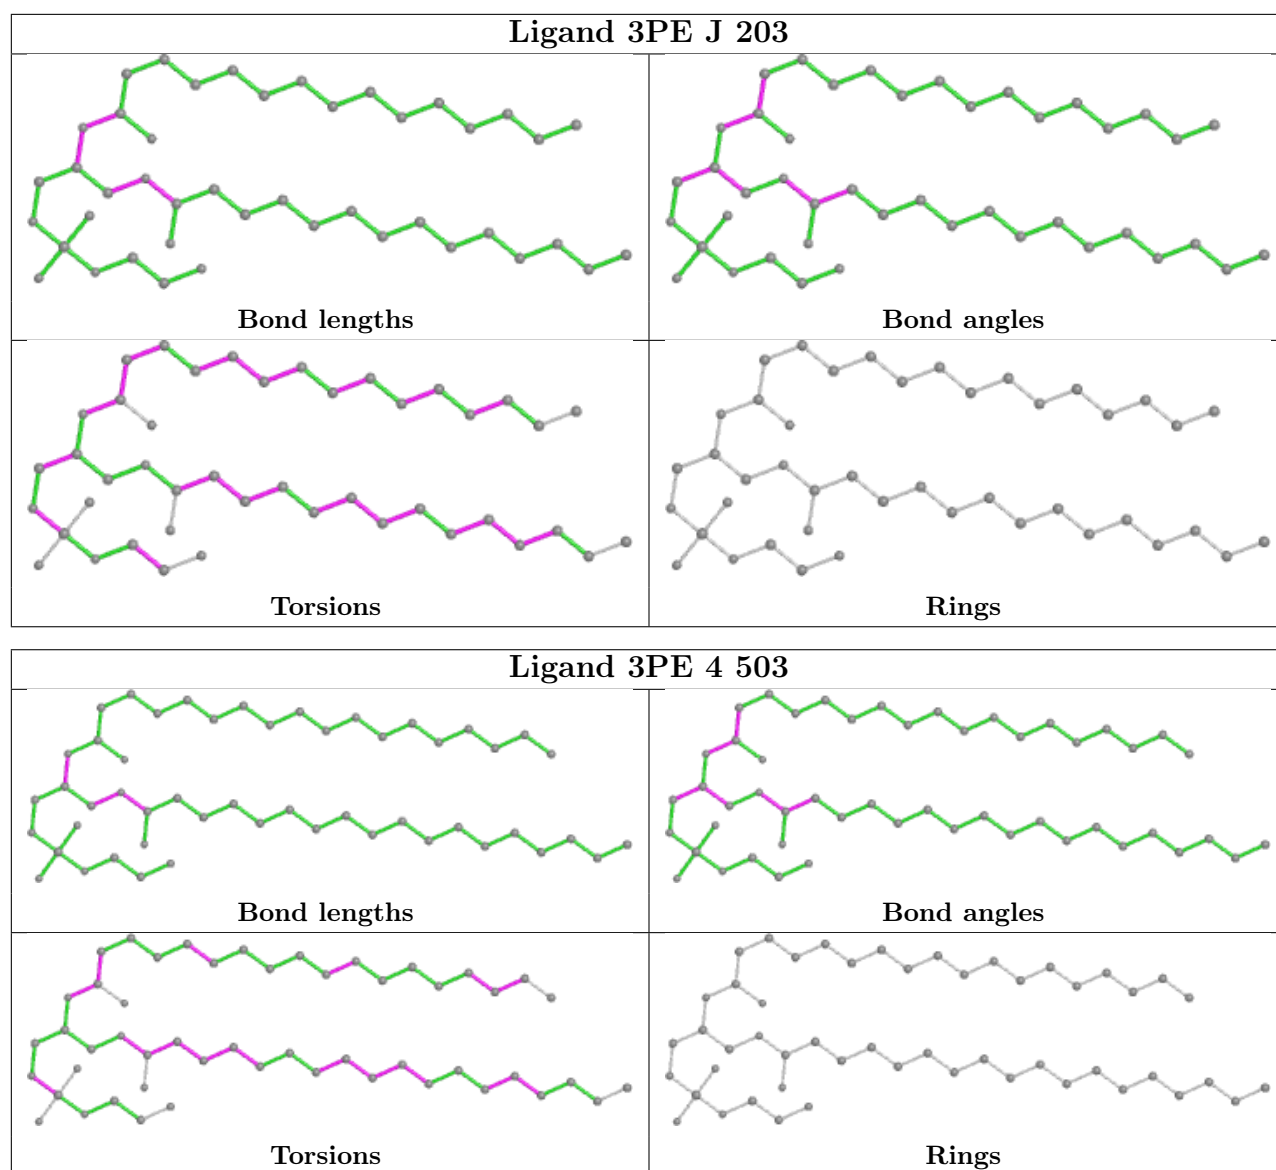 Ligand 3PE J 203
Bond lengths
Bond angles
Torsions
Rings
Ligand 3PE 4 503
Bond lengths
Bond angles
Torsions
Rings